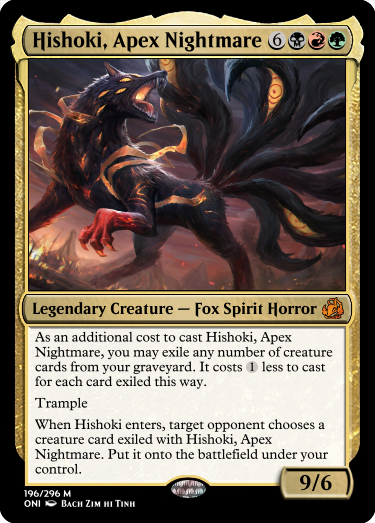 Hishoki, Apex Nightmare 6
Legendary Creature — Fox Spirit Horror
As an additional cost to cast Hishoki, Apex
Nightmare, you may exile any number of creature
cards from your graveyard. It costs 1 less to cast
for each card exiled this way.
Trample
When Hishoki enters, target opponent chooses a
creature card exiled with Hishoki, Apex
Nightmare. Put it onto the battlefield under your
control.
9/6
196/296 M
ONI Bach Zim hi Tinh